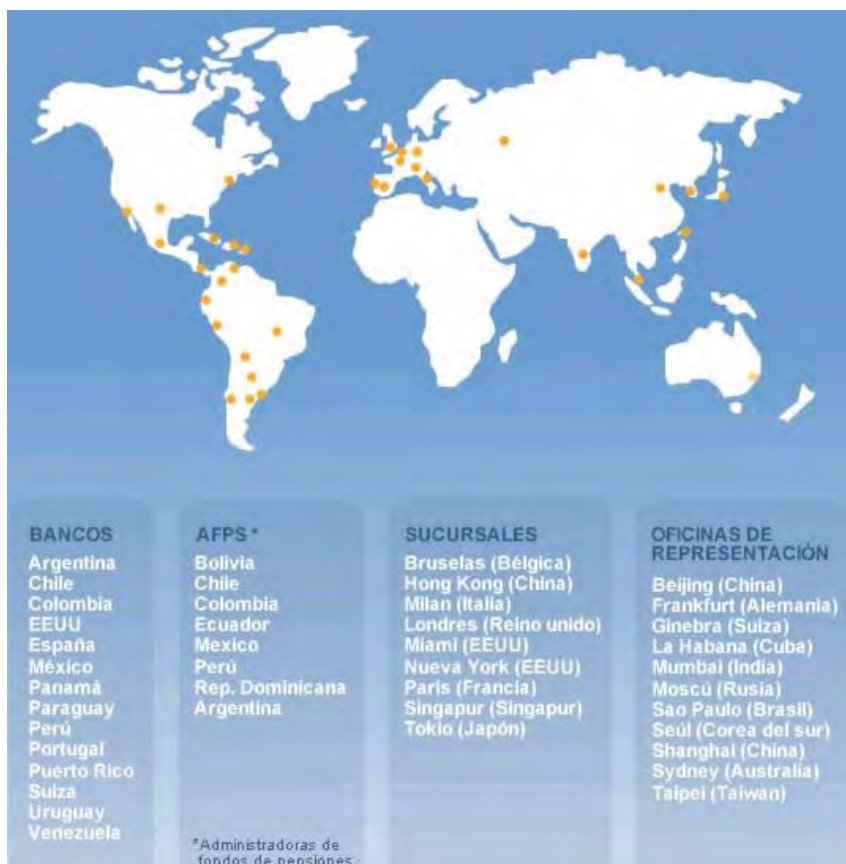 BANCOS
Argentina
Chile
Colombia
EEUU
España
México
Panamá
Paraguay
Perú
Portugal
Puerto Rico
Suiza
Uruguay
Venezuela
AFPS *
Bolivia
Chile
Colombia
Ecuador
Mexico
Perú
Rep. Dominicana
Argentina
*Administradoras de
fondos de pensiones
SUCURSALES
Bruselas (Bélgica)
Hong Kong (China)
Milan (Italia)
Londres (Reino unido)
Miami (EEUU)
Nueva York (EEUU)
Paris (Francia)
Singapur (Singapur)
Tokio (Japón)
OFICINAS DE
REPRESENTACIÓN
Beijing (China)
Frankfurt (Alemania)
Ginebra (Suiza)
La Habana (Cuba)
Mumbai (India)
Moscú (Rusia)
Sao Paulo (Brasil)
Seúl (Corea del sur)
Shanghai (China)
Sydney (Australia)
Taipei (Taiwan)